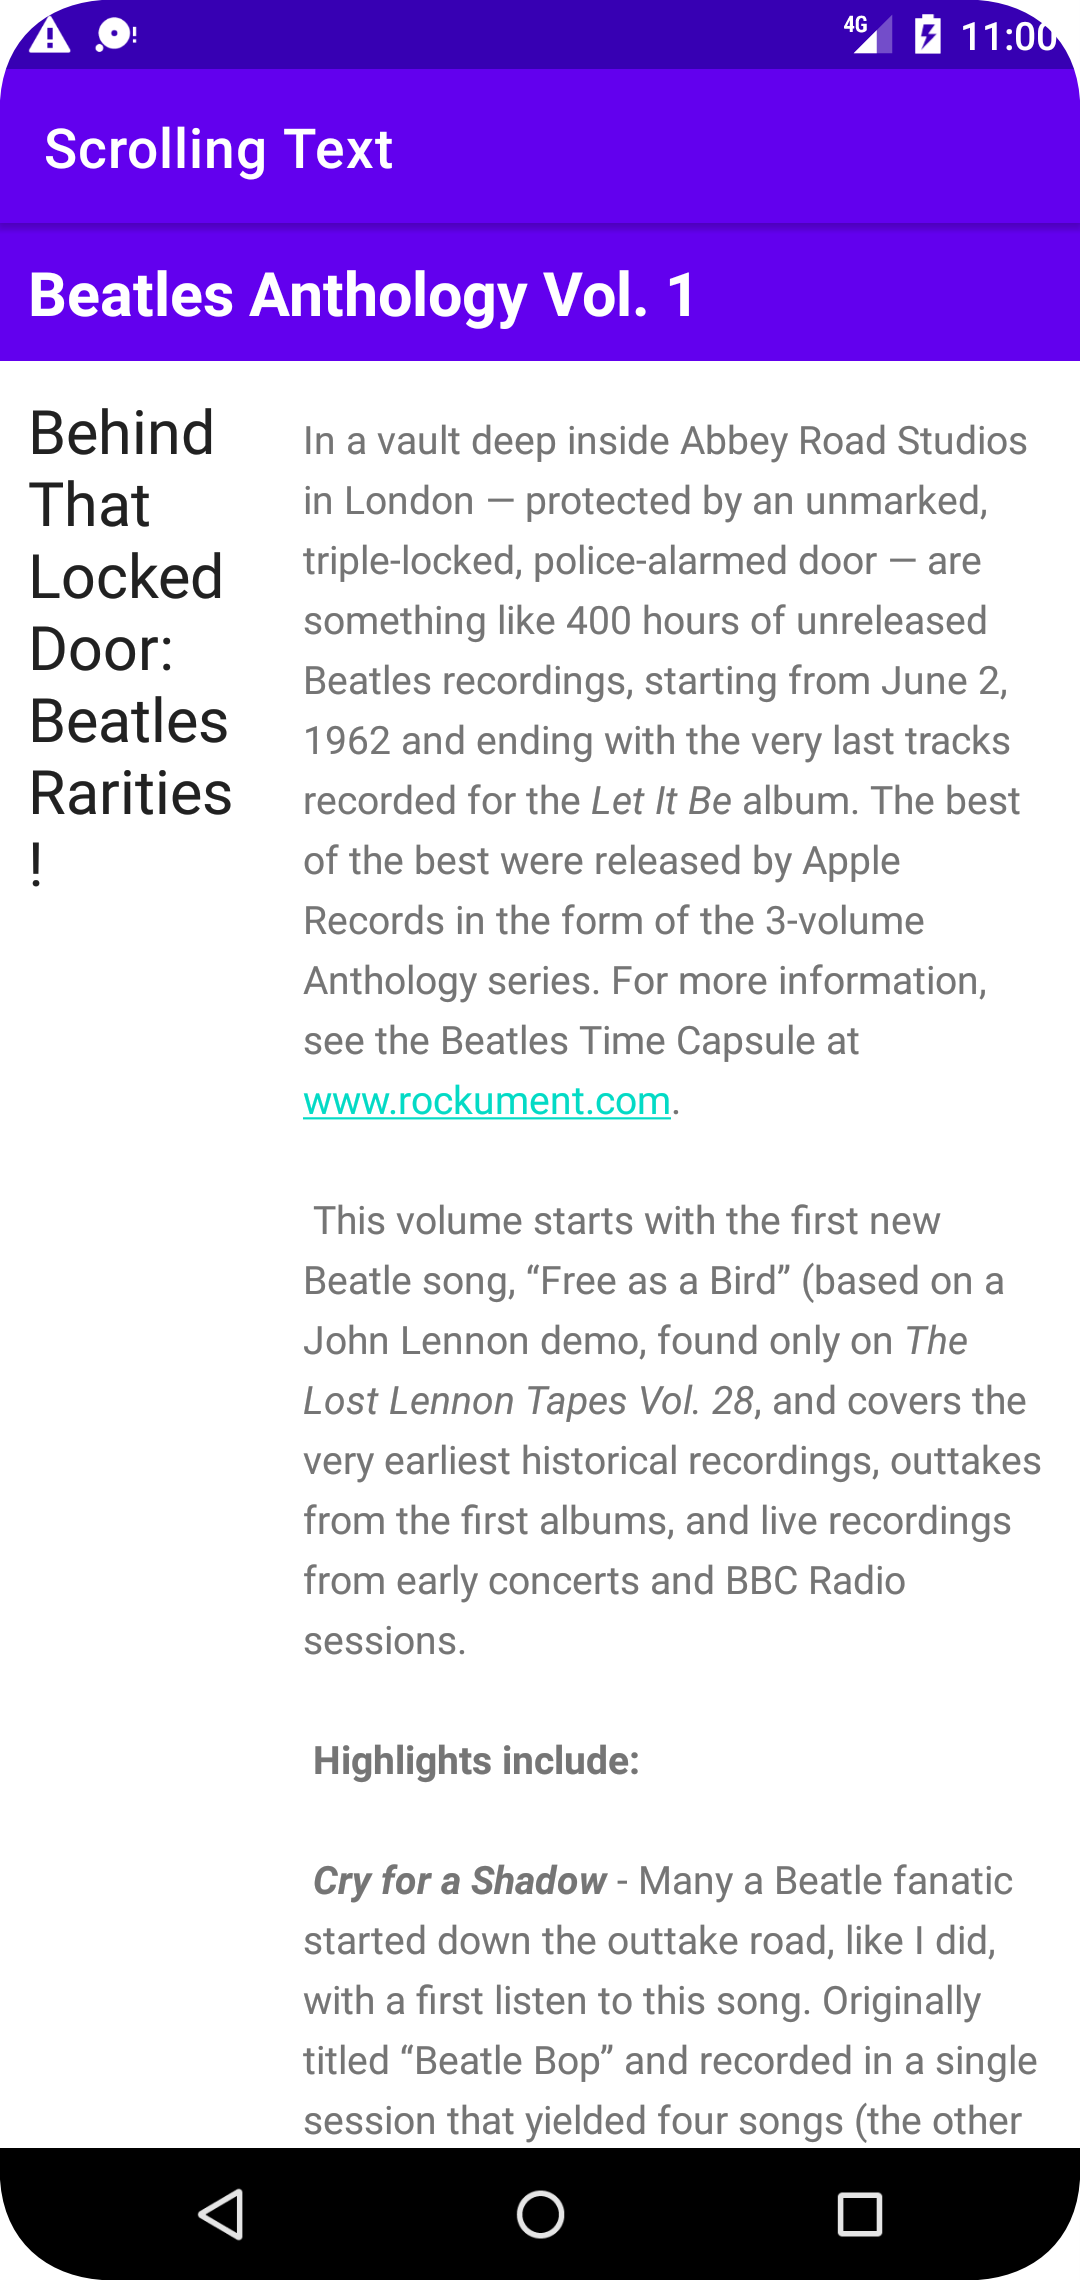 4G 11:00
Scrolling Text
Beatles Anthology Vol. 1
Behind
That
Locked
Door:
Beatles
Rarities
!
In a vault deep inside Abbey Road Studios
in London — protected by an unmarked,
triple-locked, police-alarmed door — are
something like 400 hours of unreleased
Beatles recordings, starting from June 2,
1962 and ending with the very last tracks
recorded for the Let It Be album. The best
of the best were released by Apple
Records in the form of the 3-volume
Anthology series. For more information,
see the Beatles Time Capsule at
www.rockument.com.
This volume starts with the first new
Beatle song, “Free as a Bird” (based on a
John Lennon demo, found only on The
Lost Lennon Tapes Vol. 28, and covers the
very earliest historical recordings, outtakes
from the first albums, and live recordings
from early concerts and BBC Radio
sessions.
Highlights include:
Cry for a Shadow - Many a Beatle fanatic
started down the outtake road, like I did,
with a first listen to this song. Originally
titled “Beatle Bop” and recorded in a single
session that yielded four songs (the other